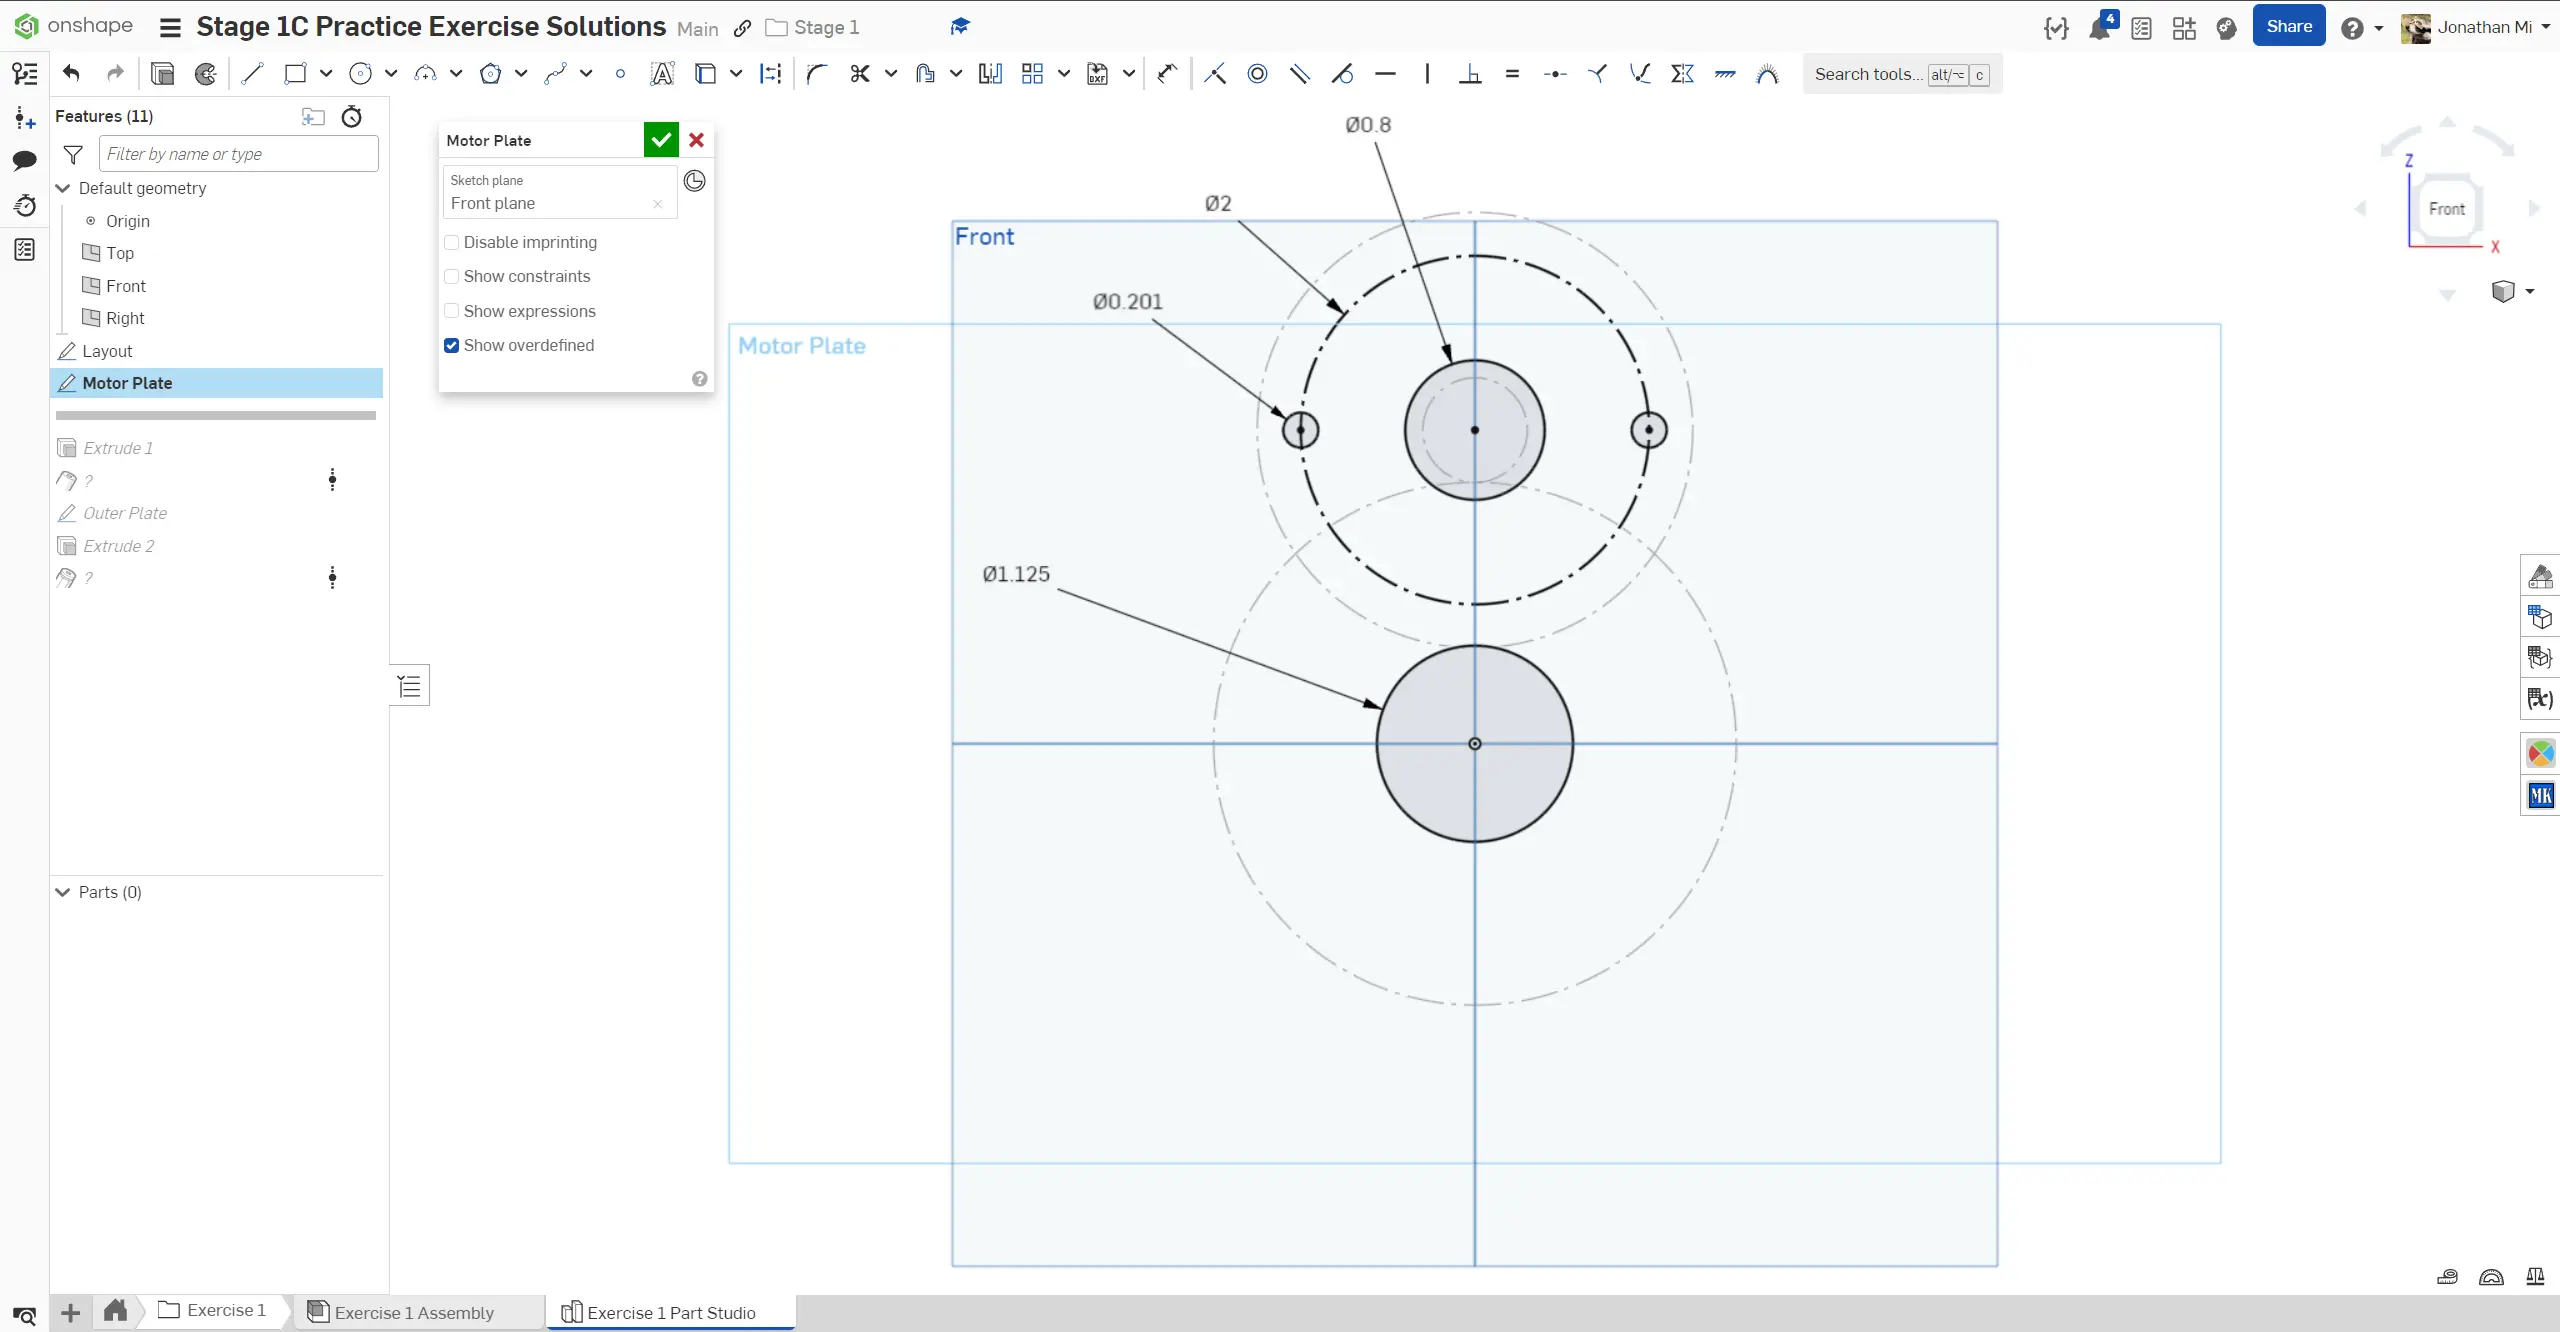 onshape
Stage 1C Practice Exercise Solutions Main Stage 1
4
Share
Jonathan Mi
DXF
Search tools... alt/⌥ c
Features (11)
Filter by name or type
Default geometry
Origin
Top
Front
Right
Layout
Motor Plate
Extrude 1
?
Outer Plate
Extrude 2
?
Parts (0)
Motor Plate
Sketch plane
Front plane
Disable imprinting
Show constraints
Show expressions
Show overdefined
Ø0.8
Ø2
Front
Ø0.201
Motor Plate
Ø1.125
Z
Front
X
(x)
MK
Exercise 1
Exercise 1 Assembly
Exercise 1 Part Studio